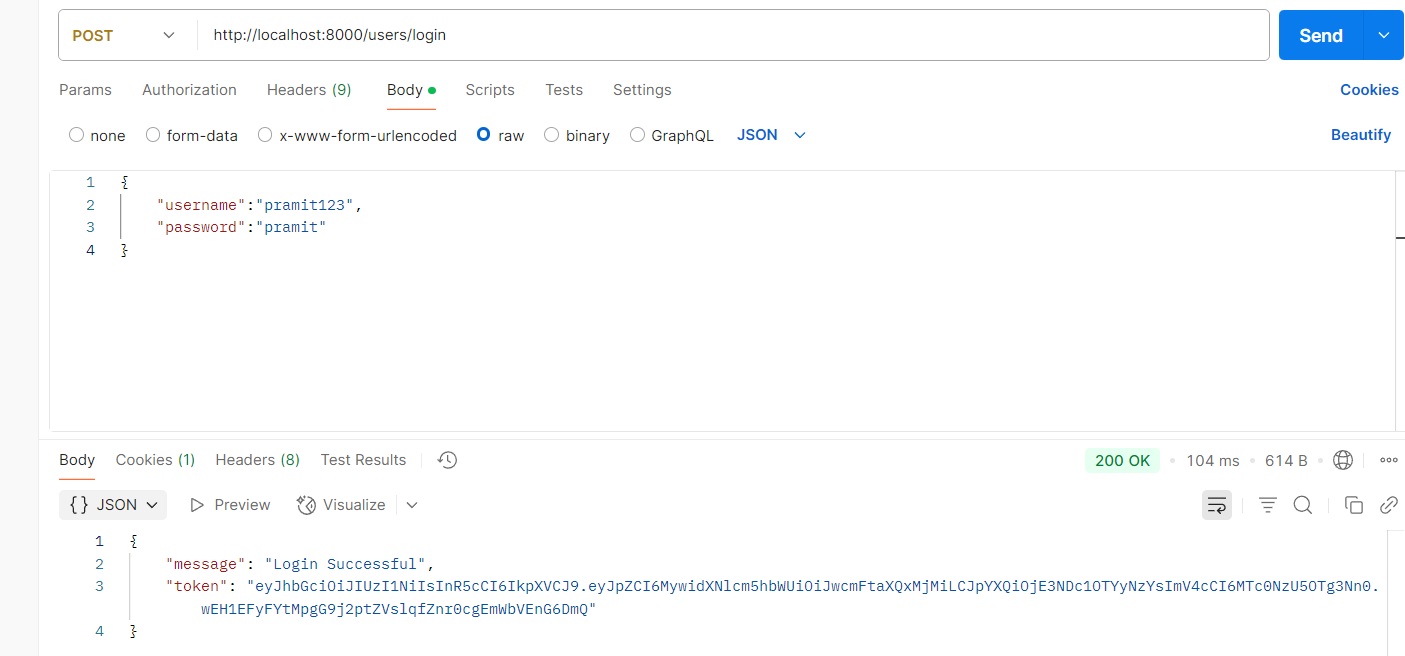 POST http://localhost:8000/users/login Send
Params Authorization Headers (9) Body Scripts Tests Settings Cookies
none form-data x-www-form-urlencoded raw binary GraphQL JSON Beautify
1 {
2 "username":"pramit123",
3 "password":"pramit"
4 }
Body Cookies (1) Headers (8) Test Results 200 OK 104 ms 614 B
{} JSON Preview Visualize
1 {
2 "message": "Login Successful",
3 "token": "eyJhbGciOiJIUzI1NiIsInR5cCI6IkpXVCJ9.eyJpZCI6MywidXNlcm5hbWUiOiJwcmFtaXQxMjMiLCJpYXQiOjE3NDc1OTYyNzYsImV4cCI6MTc0NzU5OTg3Nn0.
wEH1EFyFYtMpgG9j2ptZVslqfZnr0cgEmWbVEnG6DmQ"
4 }